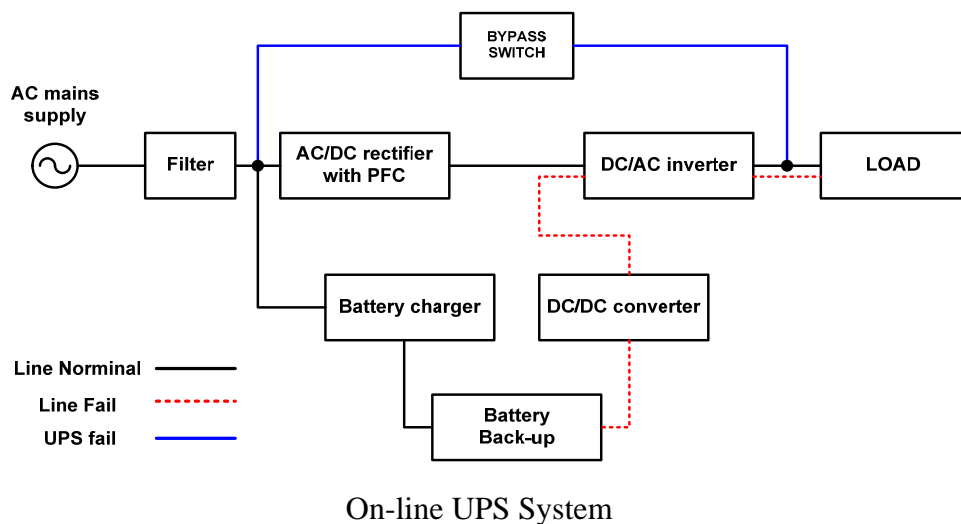 BYPASS
SWITCH
AC mains
supply
Filter
AC/DC rectifier
with PFC
DC/AC inverter
LOAD
Battery charger
DC/DC converter
Line Norminal
Line Fail
UPS fail
Battery
Back-up
On-line UPS System